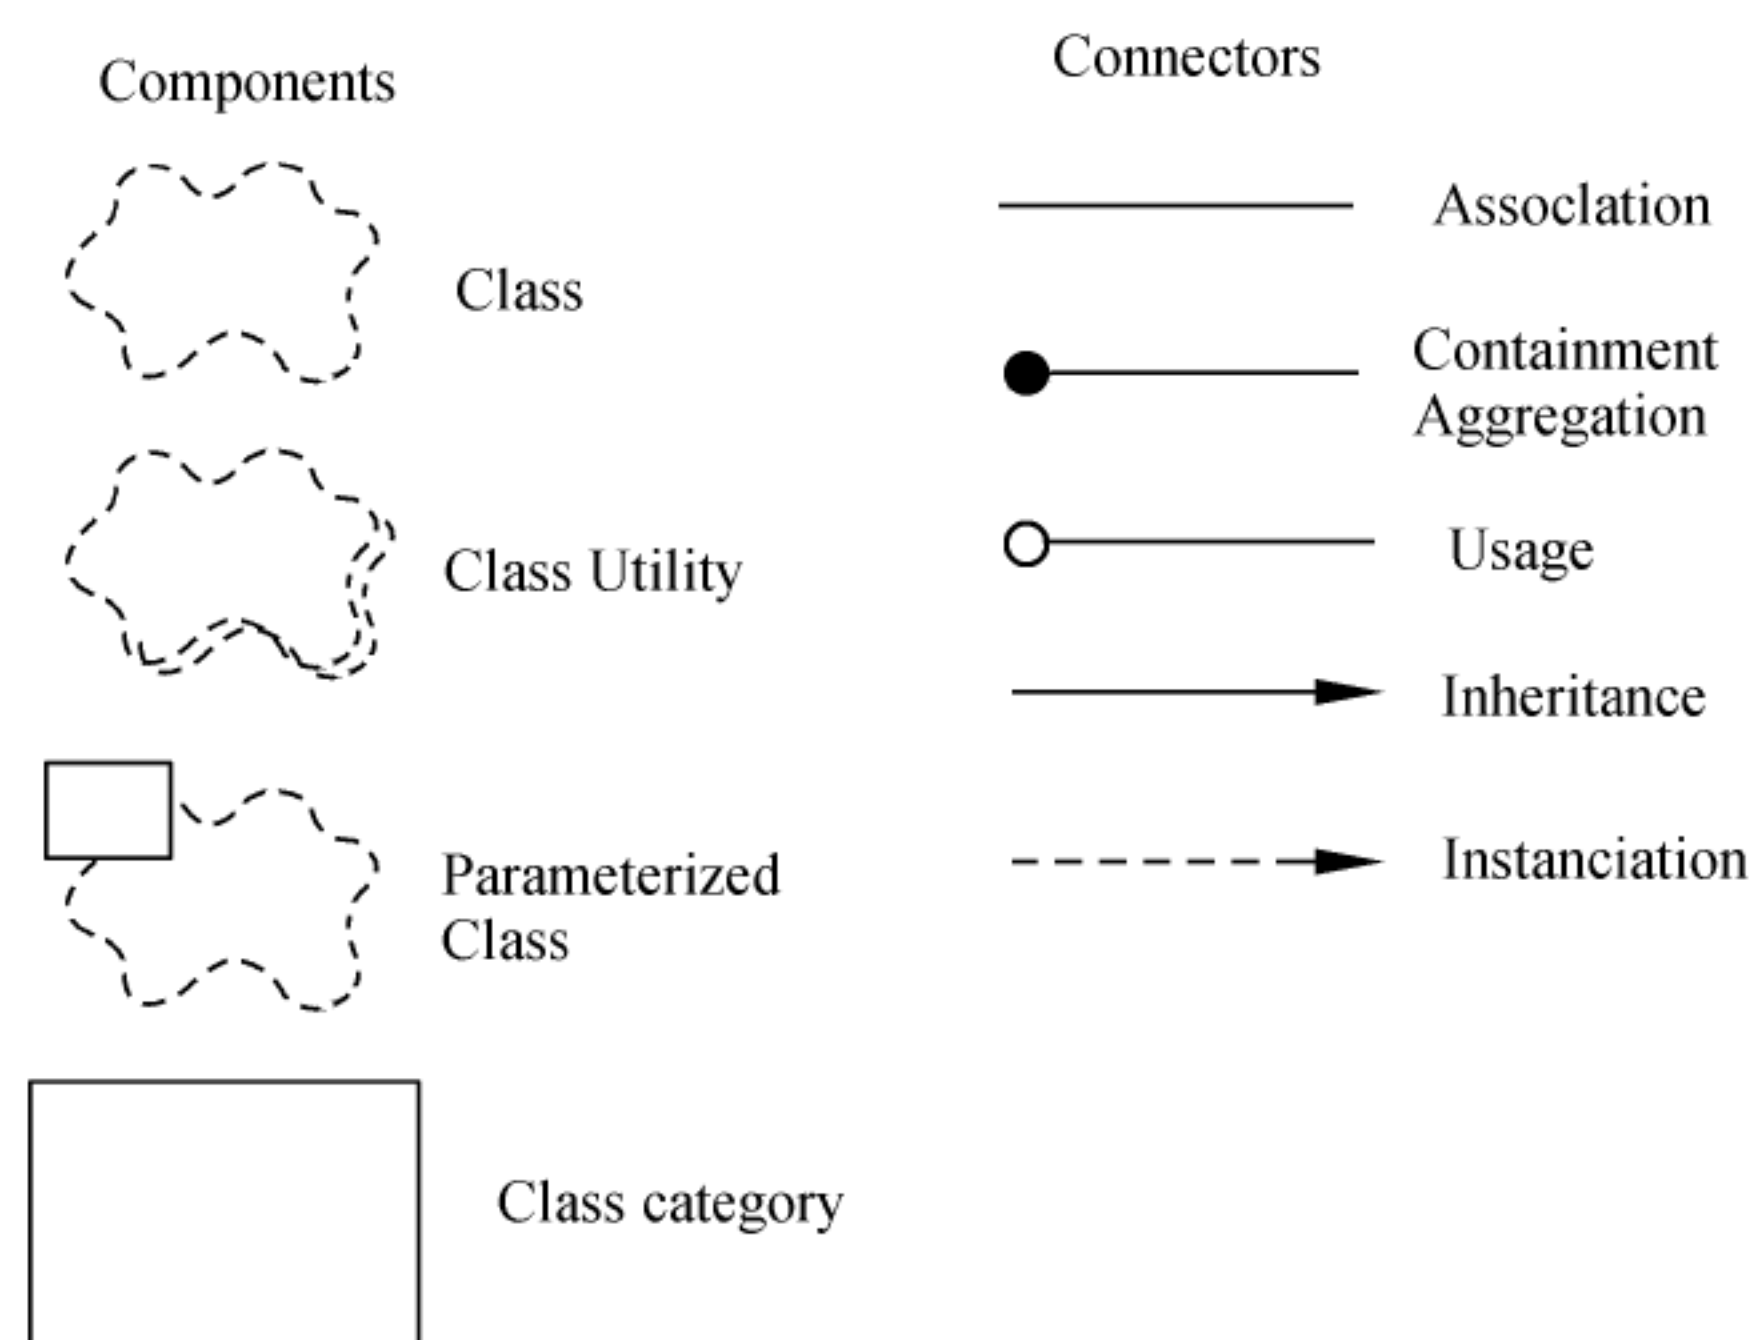 Components
Class
Class Utility
Parameterized
Class
Class category
Connectors
Assoclation
Containment
Aggregation
Usage
Inheritance
Instanciation